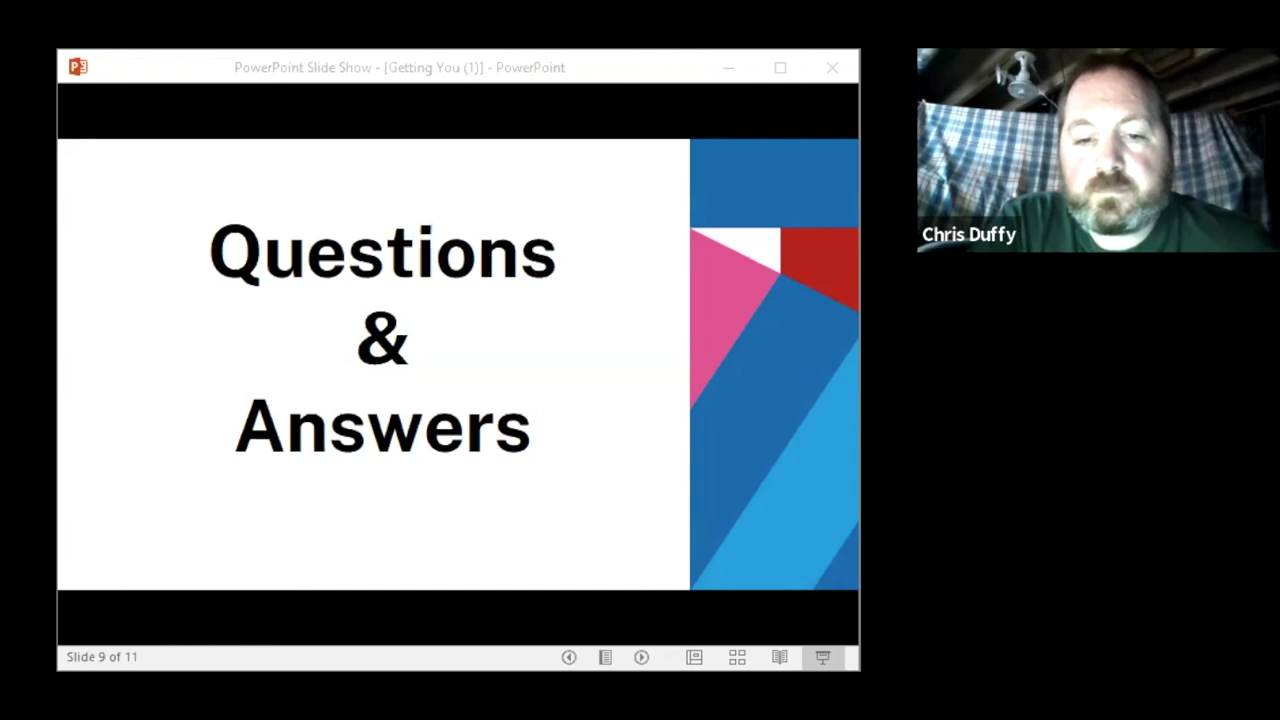 PowerPoint Slide Show - [Getting You (1)] - PowerPoint
Questions
&
Answers
Chris Duffy
Slide 9 of 11